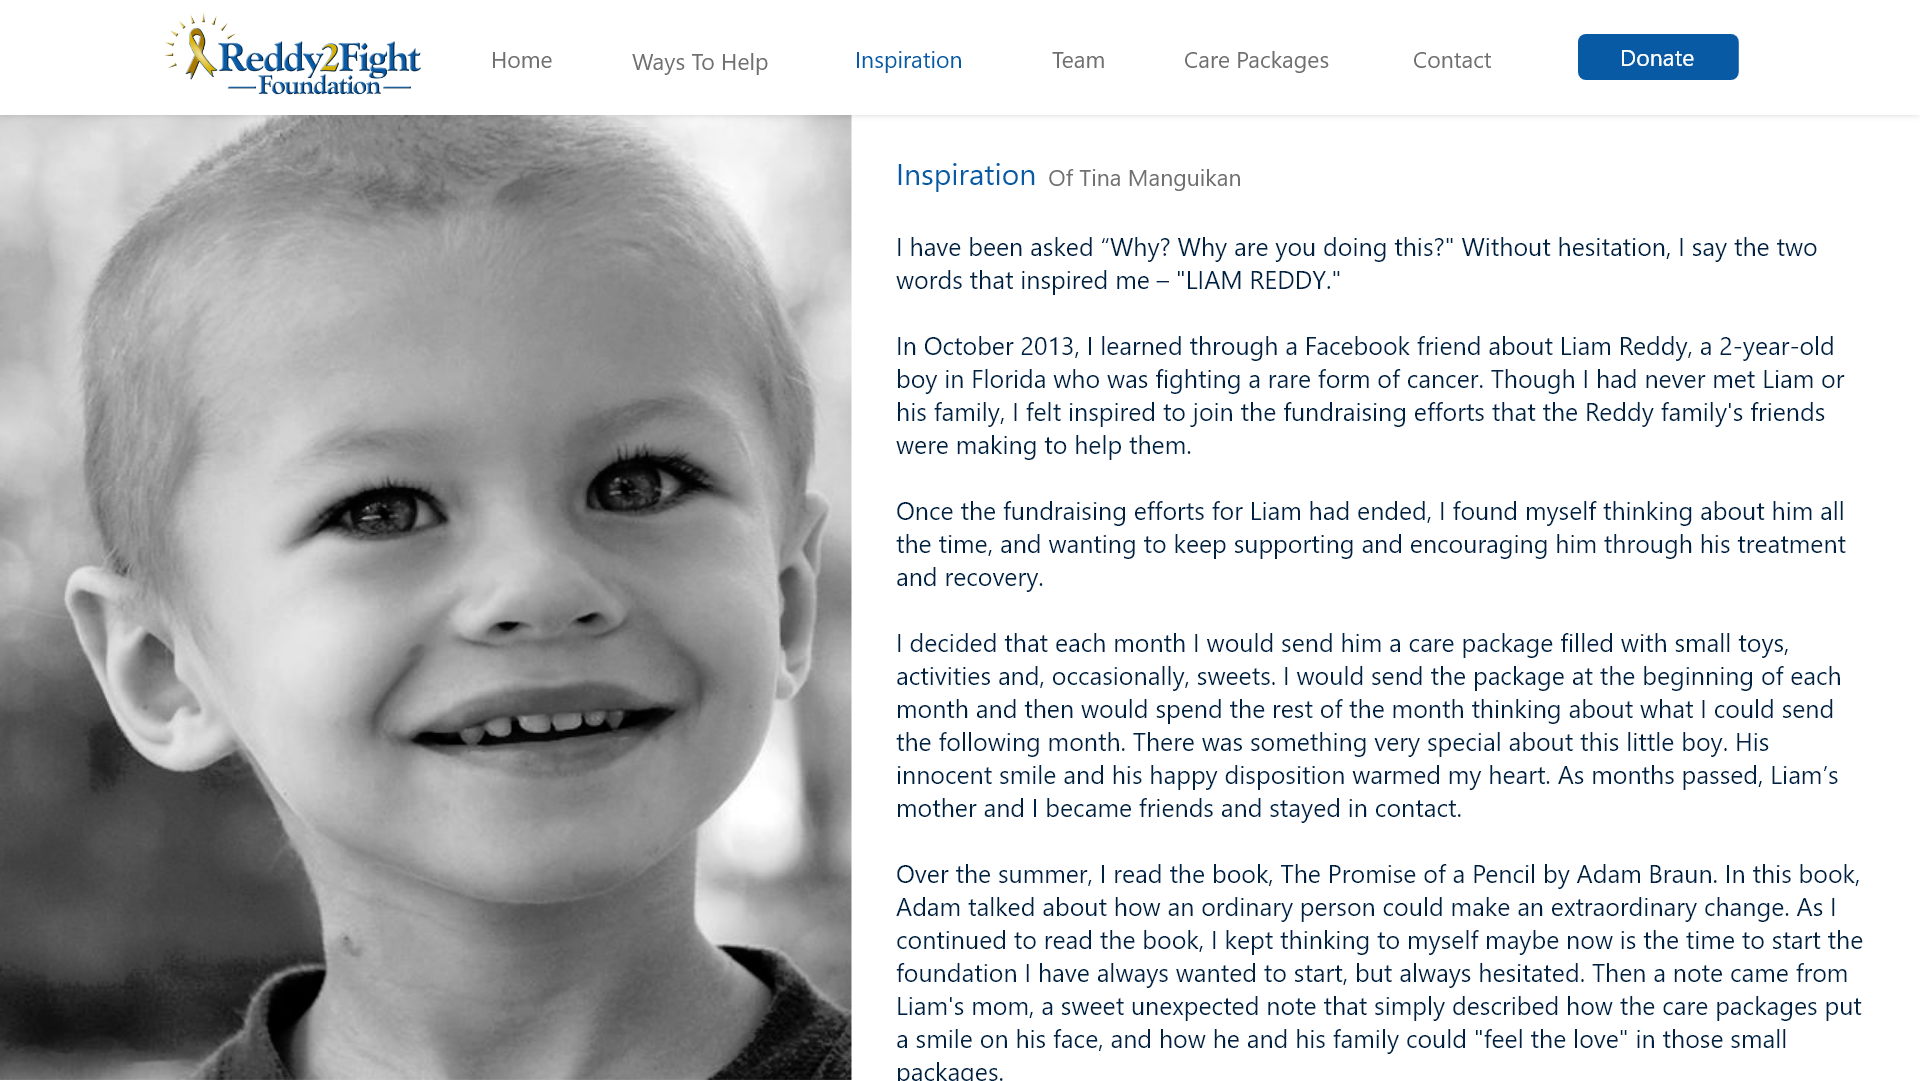 Reddy2Fight
Foundation
Home
Ways To Help
Inspiration
Team
Care Packages
Contact
Donate
Inspiration Of Tina Manguikan
I have been asked “Why? Why are you doing this?" Without hesitation, I say the two
words that inspired me – "LIAM REDDY."
In October 2013, I learned through a Facebook friend about Liam Reddy, a 2-year-old
boy in Florida who was fighting a rare form of cancer. Though I had never met Liam or
his family, I felt inspired to join the fundraising efforts that the Reddy family's friends
were making to help them.
Once the fundraising efforts for Liam had ended, I found myself thinking about him all
the time, and wanting to keep supporting and encouraging him through his treatment
and recovery.
I decided that each month I would send him a care package filled with small toys,
activities and, occasionally, sweets. I would send the package at the beginning of each
month and then would spend the rest of the month thinking about what I could send
the following month. There was something very special about this little boy. His
innocent smile and his happy disposition warmed my heart. As months passed, Liam’s
mother and I became friends and stayed in contact.
Over the summer, I read the book, The Promise of a Pencil by Adam Braun. In this book,
Adam talked about how an ordinary person could make an extraordinary change. As I
continued to read the book, I kept thinking to myself maybe now is the time to start the
foundation I have always wanted to start, but always hesitated. Then a note came from
Liam's mom, a sweet unexpected note that simply described how the care packages put
a smile on his face, and how he and his family could "feel the love" in those small
packages.